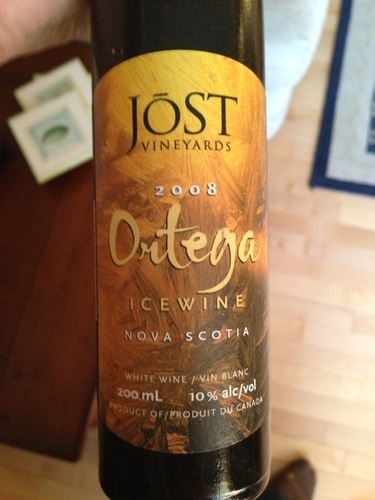 JŌST
VINEYARDS
2008
Ortega
ICEWINE
NOVA SCOTIA
WHITE WINE / VIN BLANC
200 mL 10% alc/vol
PRODUCT OF/PRODUIT DU CANADA